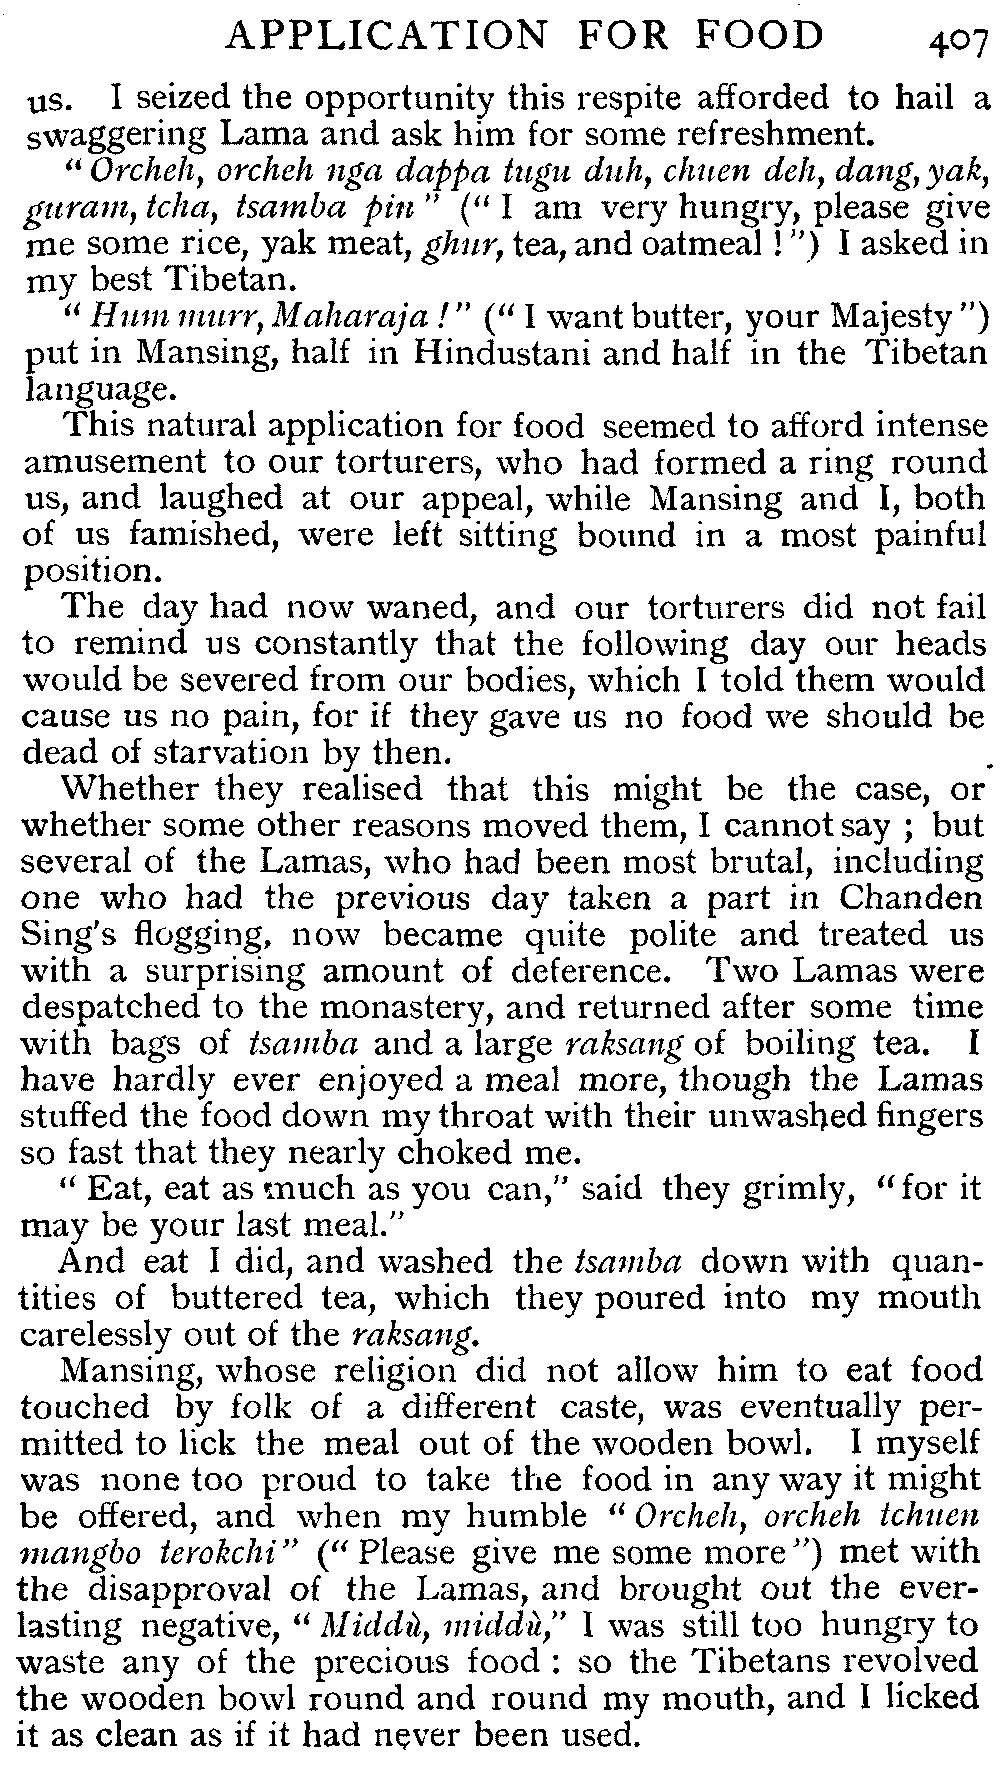 APPLICATION FOR FOOD 407
us. I seized the opportunity this respite afforded to hail a
swaggering Lama and ask him for some refreshment.
"Orcheh, orcheh nga dappa tugu duh, chuen deh, dang, yak,
guram, tcha, tsamba pin" ("I am very hungry, please give
me some rice, yak meat, ghur, tea, and oatmeal!") I asked in
my best Tibetan.
"Hum murr, Maharaja!" ("I want butter, your Majesty")
put in Mansing, half in Hindustani and half in the Tibetan
language.
This natural application for food seemed to afford intense
amusement to our torturers, who had formed a ring round
us, and laughed at our appeal, while Mansing and I, both
of us famished, were left sitting bound in a most painful
position.
The day had now waned, and our torturers did not fail
to remind us constantly that the following day our heads
would be severed from our bodies, which I told them would
cause us no pain, for if they gave us no food we should be
dead of starvation by then.
Whether they realised that this might be the case, or
whether some other reasons moved them, I cannot say; but
several of the Lamas, who had been most brutal, including
one who had the previous day taken a part in Chanden
Sing's flogging, now became quite polite and treated us
with a surprising amount of deference. Two Lamas were
despatched to the monastery, and returned after some time
with bags of tsamba and a large raksang of boiling tea. I
have hardly ever enjoyed a meal more, though the Lamas
stuffed the food down my throat with their unwashed fingers
so fast that they nearly choked me.
"Eat, eat as much as you can," said they grimly, "for it
may be your last meal."
And eat I did, and washed the tsamba down with quan-
tities of buttered tea, which they poured into my mouth
carelessly out of the raksang.
Mansing, whose religion did not allow him to eat food
touched by folk of a different caste, was eventually per-
mitted to lick the meal out of the wooden bowl. I myself
was none too proud to take the food in any way it might
be offered, and when my humble "Orcheh, orcheh tchuen
mangbo terokchi" ("Please give me some more") met with
the disapproval of the Lamas, and brought out the ever-
lasting negative, "Middù, middù," I was still too hungry to
waste any of the precious food: so the Tibetans revolved
the wooden bowl round and round my mouth, and I licked
it as clean as if it had never been used.